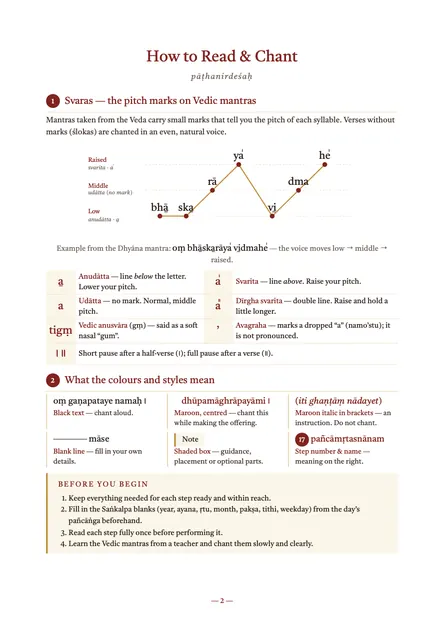 How to Read & Chant
pāṭhanirdeśaḥ
1 Svaras — the pitch marks on Vedic mantras
Mantras taken from the Veda carry small marks that tell you the pitch of each syllable. Verses without
marks (ślokas) are chanted in an even, natural voice.
Raised
svarita · a̍
Middle
udātta (no mark)
Low
anudātta · a̱
bhā̱ ska̱ rā̱ ya̍ vi̱ dma he̍
Example from the Dhyāna mantra: oṃ bhā̱ska̱rāya̍ vi̱dmahe̍ — the voice moves low → middle →
raised.
a̱ Anudātta — line below the letter.
Lower your pitch.
a̍ Svarita — line above. Raise your pitch.
a Udātta — no mark. Normal, middle
pitch.
a̎ Dīrgha svarita — double line. Raise and hold a
little longer.
tigṃ Vedic anusvāra (gṃ) — said as a soft
nasal “gum”.
’ Avagraha — marks a dropped “a” (namo’stu); it
is not pronounced.
। ॥ Short pause after a half-verse (।); full pause after a verse (॥).
2 What the colours and styles mean
oṃ gaṇapataye namaḥ ।
Black text — chant aloud.
dhūpamāghrāpayāmi ।
Maroon, centred — chant this
while making the offering.
(iti ghaṇṭāṃ nādayet)
Maroon italic in brackets — an
instruction. Do not chant.
māse
Blank line — fill in your own
details.
Note
Shaded box — guidance,
placement or optional parts.
17 pañcāmṛtasnānam
Step number & name —
meaning on the right.
BEFORE YOU BEGIN
1. Keep everything needed for each step ready and within reach.
2. Fill in the Saṅkalpa blanks (year, ayana, ṛtu, month, pakṣa, tithi, weekday) from the day’s
pañcāṅga beforehand.
3. Read each step fully once before performing it.
4. Learn the Vedic mantras from a teacher and chant them slowly and clearly.
— 2 —